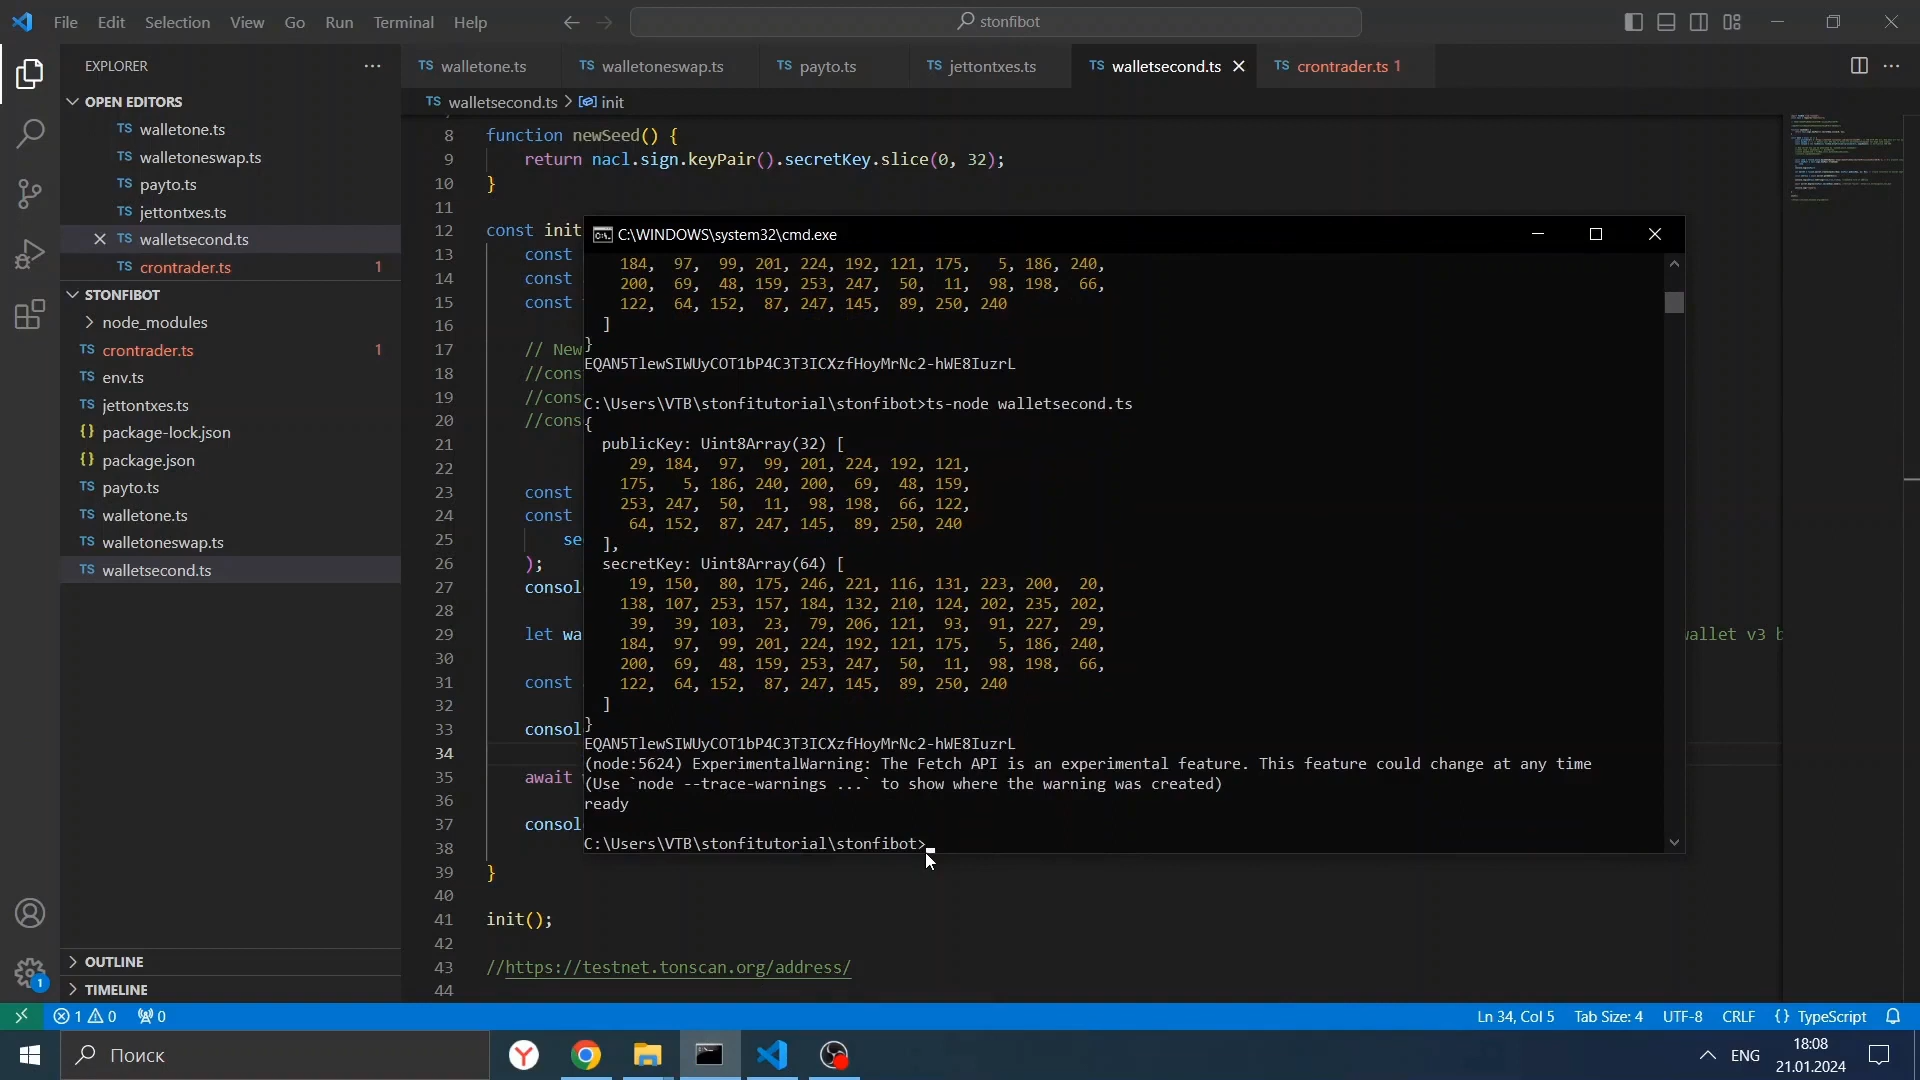 File Edit Selection View Go Run Terminal Help
stonfibot
EXPLORER
OPEN EDITORS
TS walletone.ts
TS walletoneswap.ts
TS payto.ts
TS jettontxes.ts
TS walletsecond.ts
TS crontrader.ts 1
STONFIBOT
node_modules
TS crontrader.ts 1
TS env.ts
TS jettontxes.ts
{} package-lock.json
{} package.json
TS payto.ts
TS walletone.ts
TS walletoneswap.ts
TS walletsecond.ts
OUTLINE
TIMELINE
TS walletone.ts TS walletoneswap.ts TS payto.ts TS jettontxes.ts TS walletsecond.ts TS crontrader.ts 1
TS walletsecond.ts > init
8 function newSeed() {
9 return nacl.sign.keyPair().secretKey.slice(0, 32);
10 }
11
12 const init
13 const
14 const
15 const
16
17 // New
18 //cons
19 //cons
20 //cons
21
22
23 const
24 const
25 se
26 );
27 consol
28
29 let wa
wallet v3 b
30
31 const
32
33 consol
34
35 await
36
37 consol
38
39 }
40
41 init();
42
43 //https://testnet.tonscan.org/address/
44
C:\WINDOWS\system32\cmd.exe
184, 97, 99, 201, 224, 192, 121, 175, 5, 186, 240,
200, 69, 48, 159, 253, 247, 50, 11, 98, 198, 66,
122, 64, 152, 87, 247, 145, 89, 250, 240
]
}
EQAN5TlewSIWUyCOT1bP4C3T3ICXzfHoyMrNc2-hWE8IuzrL
C:\Users\VTB\stonfitutorial\stonfibot>ts-node walletsecond.ts
{
publicKey: Uint8Array(32) [
29, 184, 97, 99, 201, 224, 192, 121,
175, 5, 186, 240, 200, 69, 48, 159,
253, 247, 50, 11, 98, 198, 66, 122,
64, 152, 87, 247, 145, 89, 250, 240
],
secretKey: Uint8Array(64) [
19, 150, 80, 175, 246, 221, 116, 131, 223, 200, 20,
138, 107, 253, 157, 184, 132, 210, 124, 202, 235, 202,
39, 39, 103, 23, 79, 206, 121, 93, 91, 227, 29,
184, 97, 99, 201, 224, 192, 121, 175, 5, 186, 240,
200, 69, 48, 159, 253, 247, 50, 11, 98, 198, 66,
122, 64, 152, 87, 247, 145, 89, 250, 240
]
}
EQAN5TlewSIWUyCOT1bP4C3T3ICXzfHoyMrNc2-hWE8IuzrL
(node:5624) ExperimentalWarning: The Fetch API is an experimental feature. This feature could change at any time
(Use `node --trace-warnings ...` to show where the warning was created)
ready
C:\Users\VTB\stonfitutorial\stonfibot>
1 0 0 Ln 34, Col 5 Tab Size: 4 UTF-8 CRLF {} TypeScript
Поиск
ENG
18:08
21.01.2024